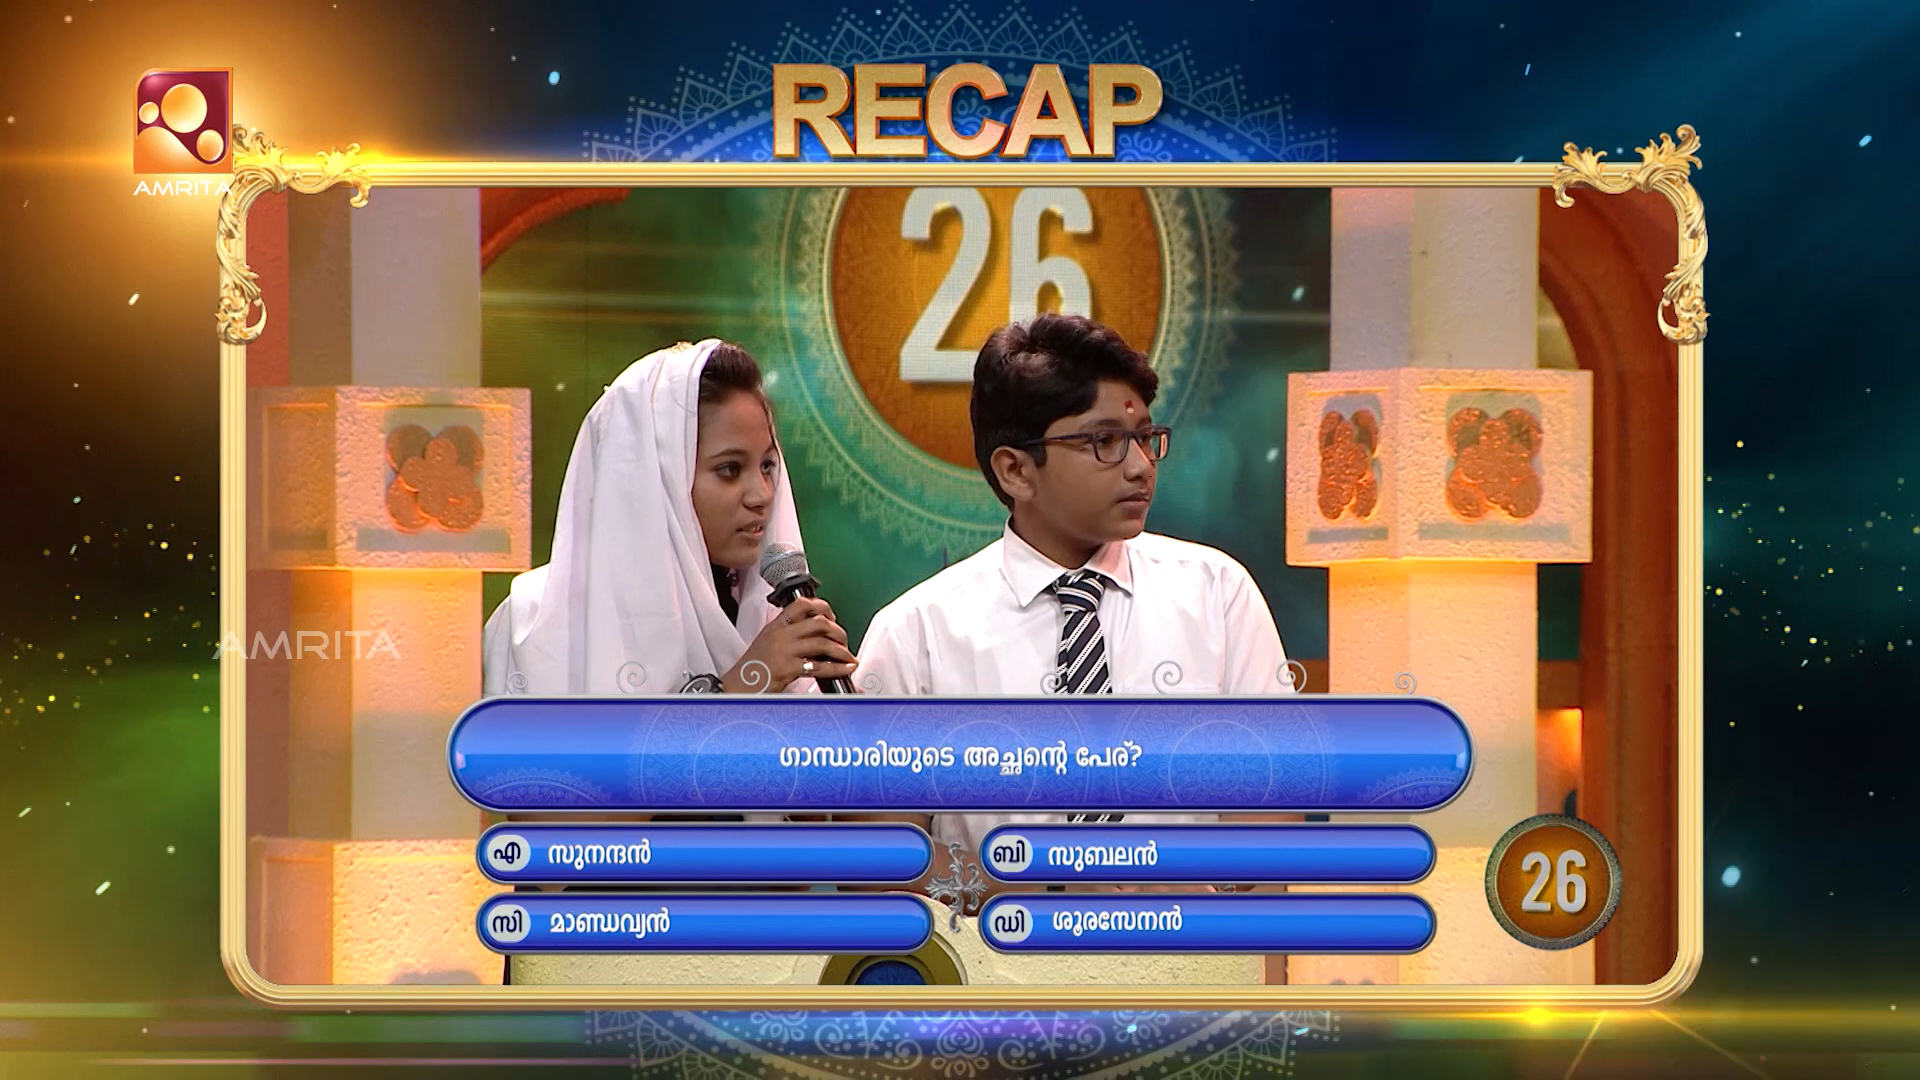 RECAP
AMRITA
26
AMRITA
ഗാന്ധാരിയുടെ അച്ഛന്റെ പേര്?
എ സുനന്ദൻ
ബി സുബലൻ
സി മാണ്ഡവ്യൻ
ഡി ശൂരസേനൻ
26